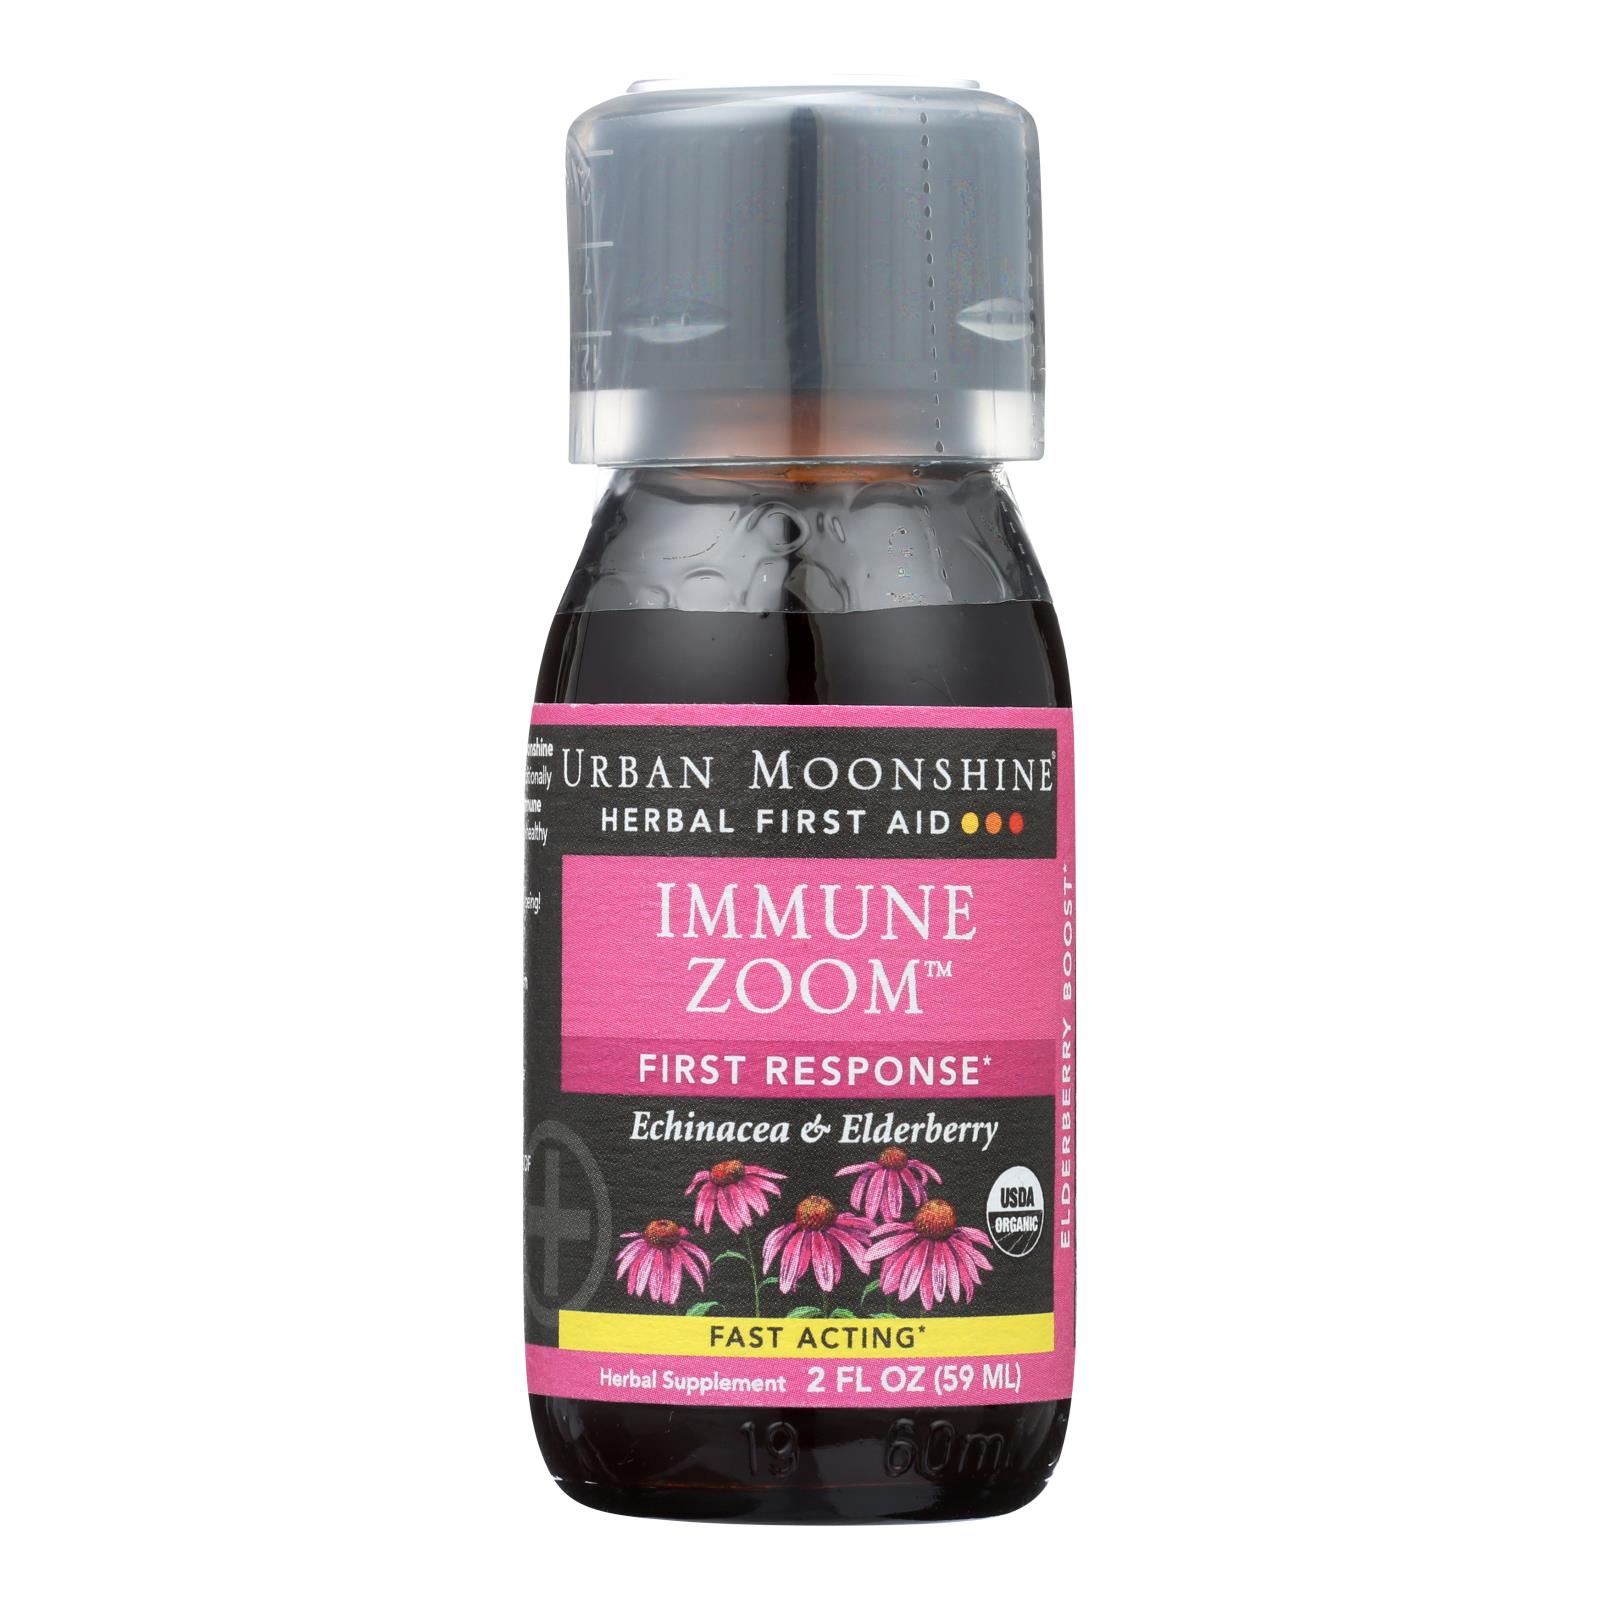 URBAN MOONSHINE®
HERBAL FIRST AID
IMMUNE
ZOOM™
FIRST RESPONSE*
Echinacea & Elderberry
USDA
ORGANIC
FAST ACTING*
Herbal Supplement 2 FL OZ (59 ML)
ELDERBERRY BOOST*
19 60ml